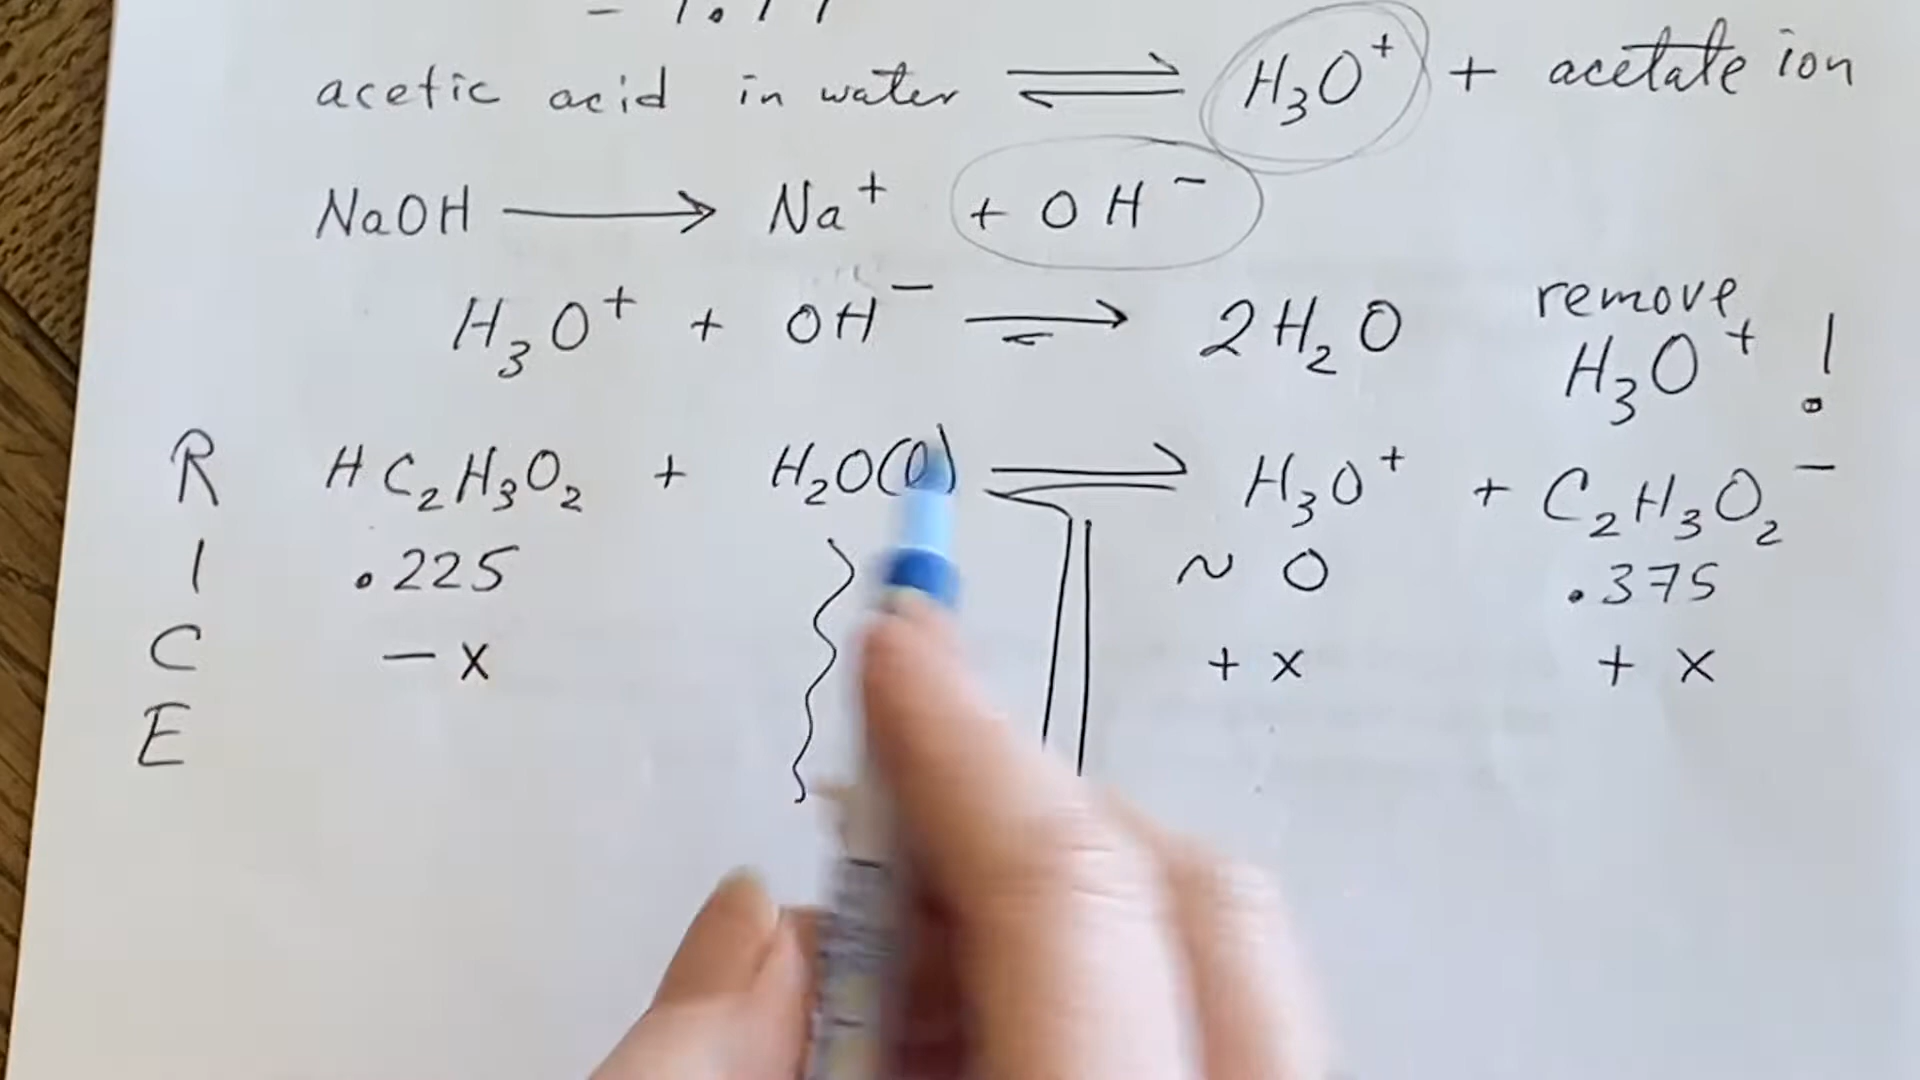 acetic acid in water ⇌ H₃O⁺ + acetate ion
NaOH ⟶ Na⁺ + OH⁻
H₃O⁺ + OH⁻ ⇌ 2H₂O remove H₃O⁺ !
R HC₂H₃O₂ + H₂O(l) ⇌ H₃O⁺ + C₂H₃O₂⁻
I .225 ~ 0 .375
C − x + x + x
E